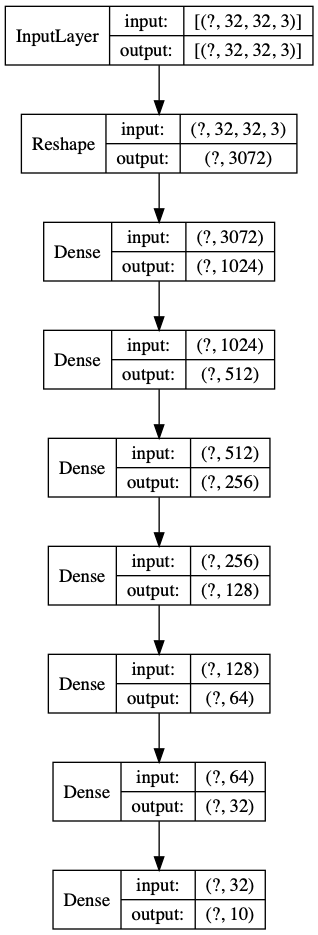 InputLayer
input: [(?, 32, 32, 3)]
output: [(?, 32, 32, 3)]
Reshape
input: (?, 32, 32, 3)
output: (?, 3072)
Dense
input: (?, 3072)
output: (?, 1024)
Dense
input: (?, 1024)
output: (?, 512)
Dense
input: (?, 512)
output: (?, 256)
Dense
input: (?, 256)
output: (?, 128)
Dense
input: (?, 128)
output: (?, 64)
Dense
input: (?, 64)
output: (?, 32)
Dense
input: (?, 32)
output: (?, 10)